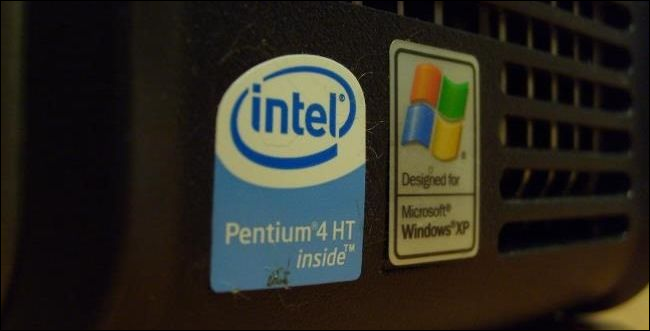 intel®
Pentium®4 HT
inside™
Designed for
Microsoft®
Windows®XP